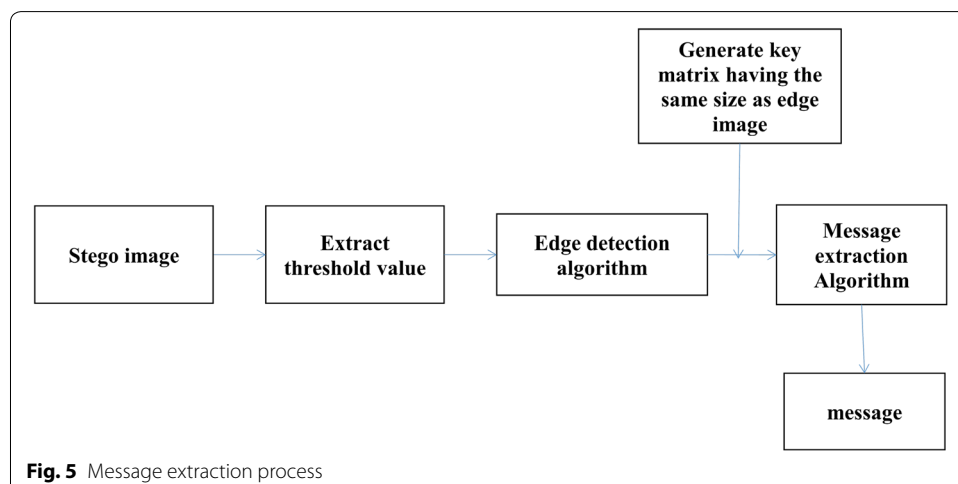 Generate key
matrix having the
same size as edge
image
Stego image
Extract
threshold value
Edge detection
algorithm
Message
extraction
Algorithm
message
Fig. 5 Message extraction process